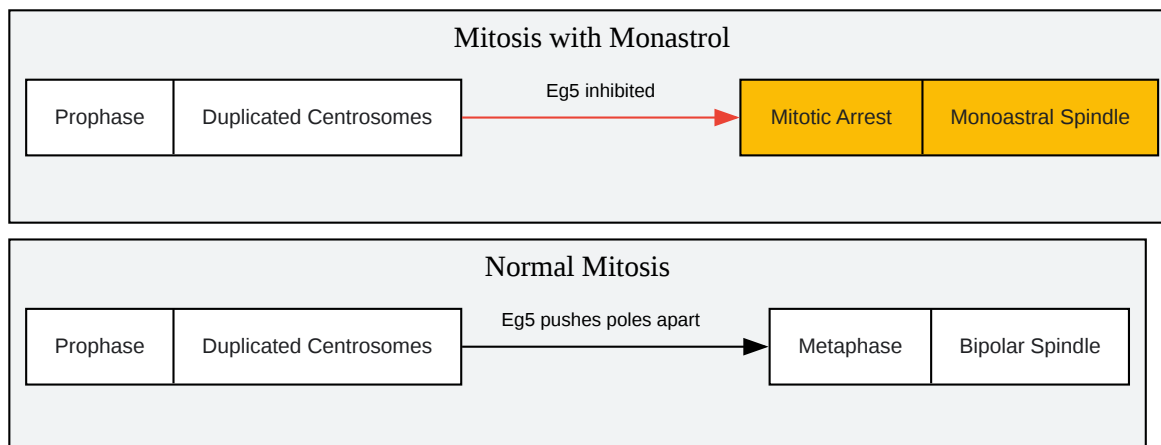 Mitosis with Monastrol
Eg5 inhibited
Prophase
Duplicated Centrosomes
Mitotic Arrest
Monoastral Spindle
Normal Mitosis
Eg5 pushes poles apart
Prophase
Duplicated Centrosomes
Metaphase
Bipolar Spindle